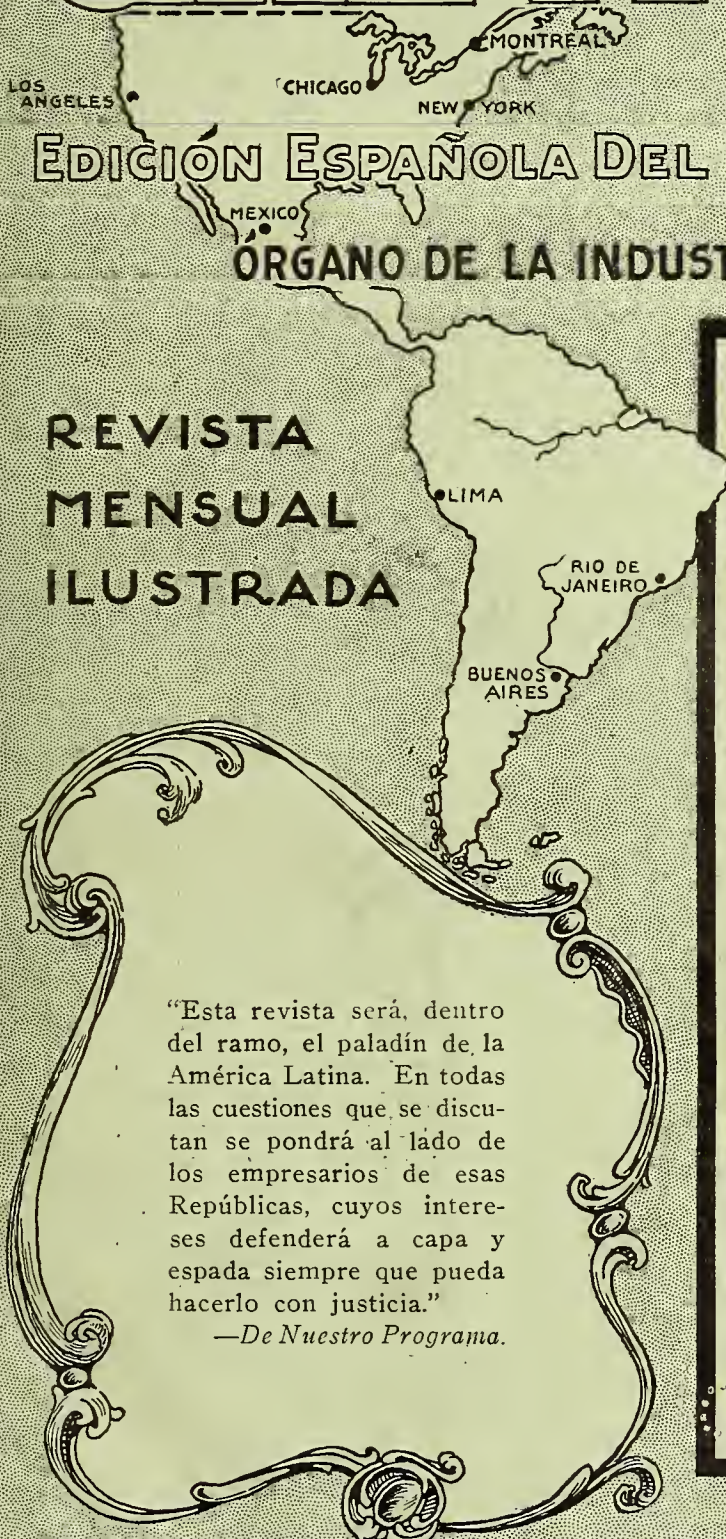 MONTREAL
LOS
ANGELES
CHICAGO
NEW YORK
EDICIÓN ESPAÑOLA DEL
MEXICO
ÓRGANO DE LA INDUST
REVISTA
MENSUAL
ILUSTRADA
LIMA
RIO DE
JANEIRO
BUENOS
AIRES
“Esta revista será, dentro
del ramo, el paladín de la
América Latina. En todas
las cuestiones que se discu-
tan se pondrá al lado de
los empresarios de esas
Repúblicas, cuyos intere-
ses defenderá a capa y
espada siempre que pueda
hacerlo con justicia.”
—De Nuestro Programa.